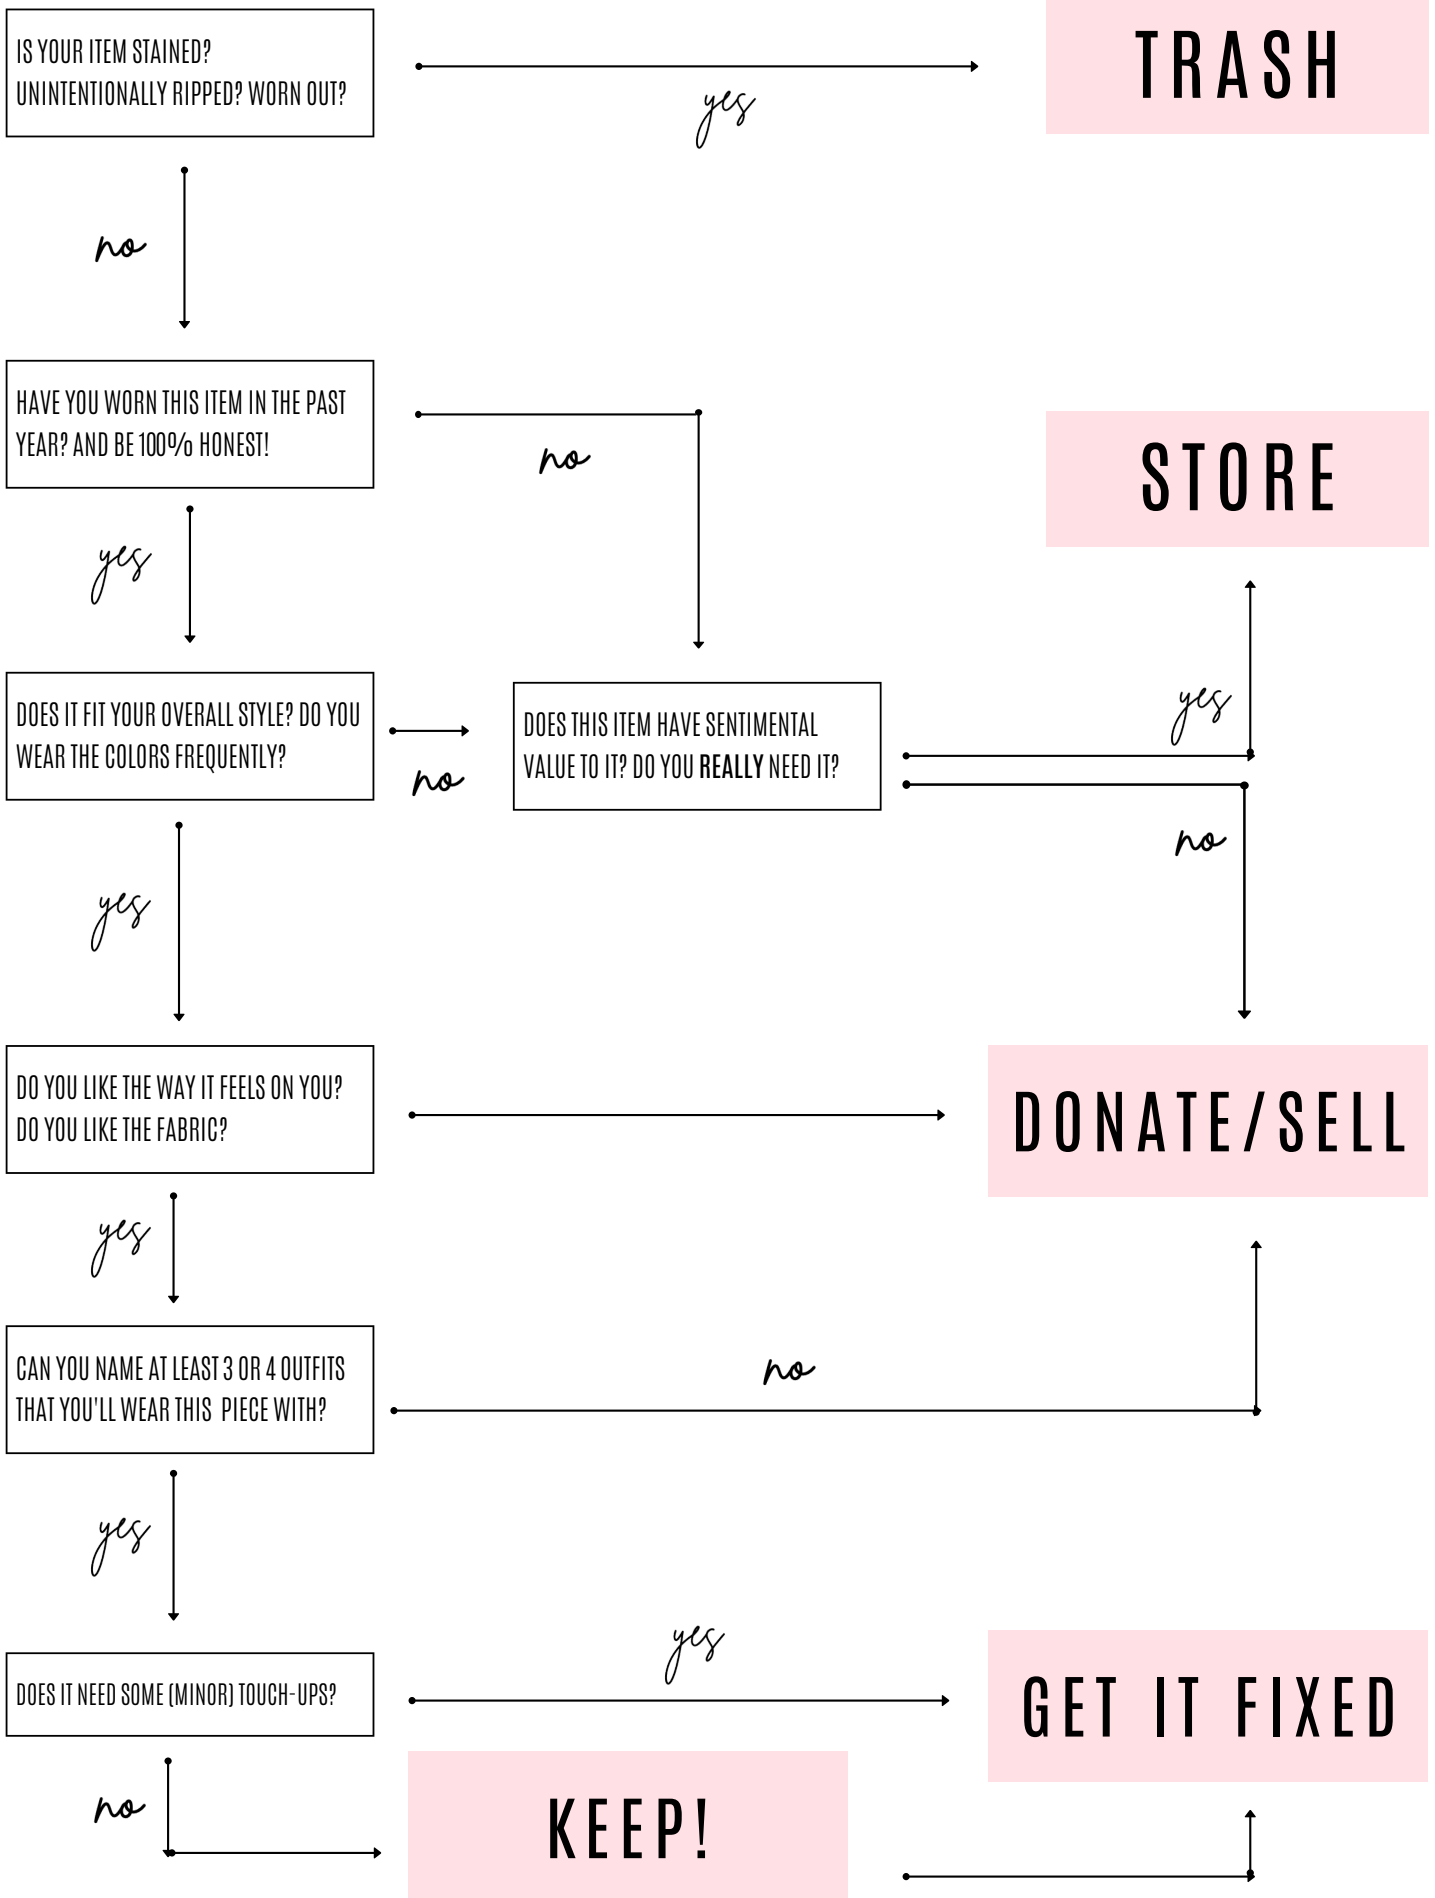 IS YOUR ITEM STAINED?
UNINTENTIONALLY RIPPED? WORN OUT?
yes
TRASH
no
HAVE YOU WORN THIS ITEM IN THE PAST
YEAR? AND BE 100% HONEST!
no
STORE
yes
yes
DOES IT FIT YOUR OVERALL STYLE? DO YOU
WEAR THE COLORS FREQUENTLY?
no
DOES THIS ITEM HAVE SENTIMENTAL
VALUE TO IT? DO YOU REALLY NEED IT?
no
yes
DO YOU LIKE THE WAY IT FEELS ON YOU?
DO YOU LIKE THE FABRIC?
DONATE/SELL
yes
CAN YOU NAME AT LEAST 3 OR 4 OUTFITS
THAT YOU'LL WEAR THIS PIECE WITH?
no
yes
DOES IT NEED SOME (MINOR) TOUCH-UPS?
yes
GET IT FIXED
no
KEEP!